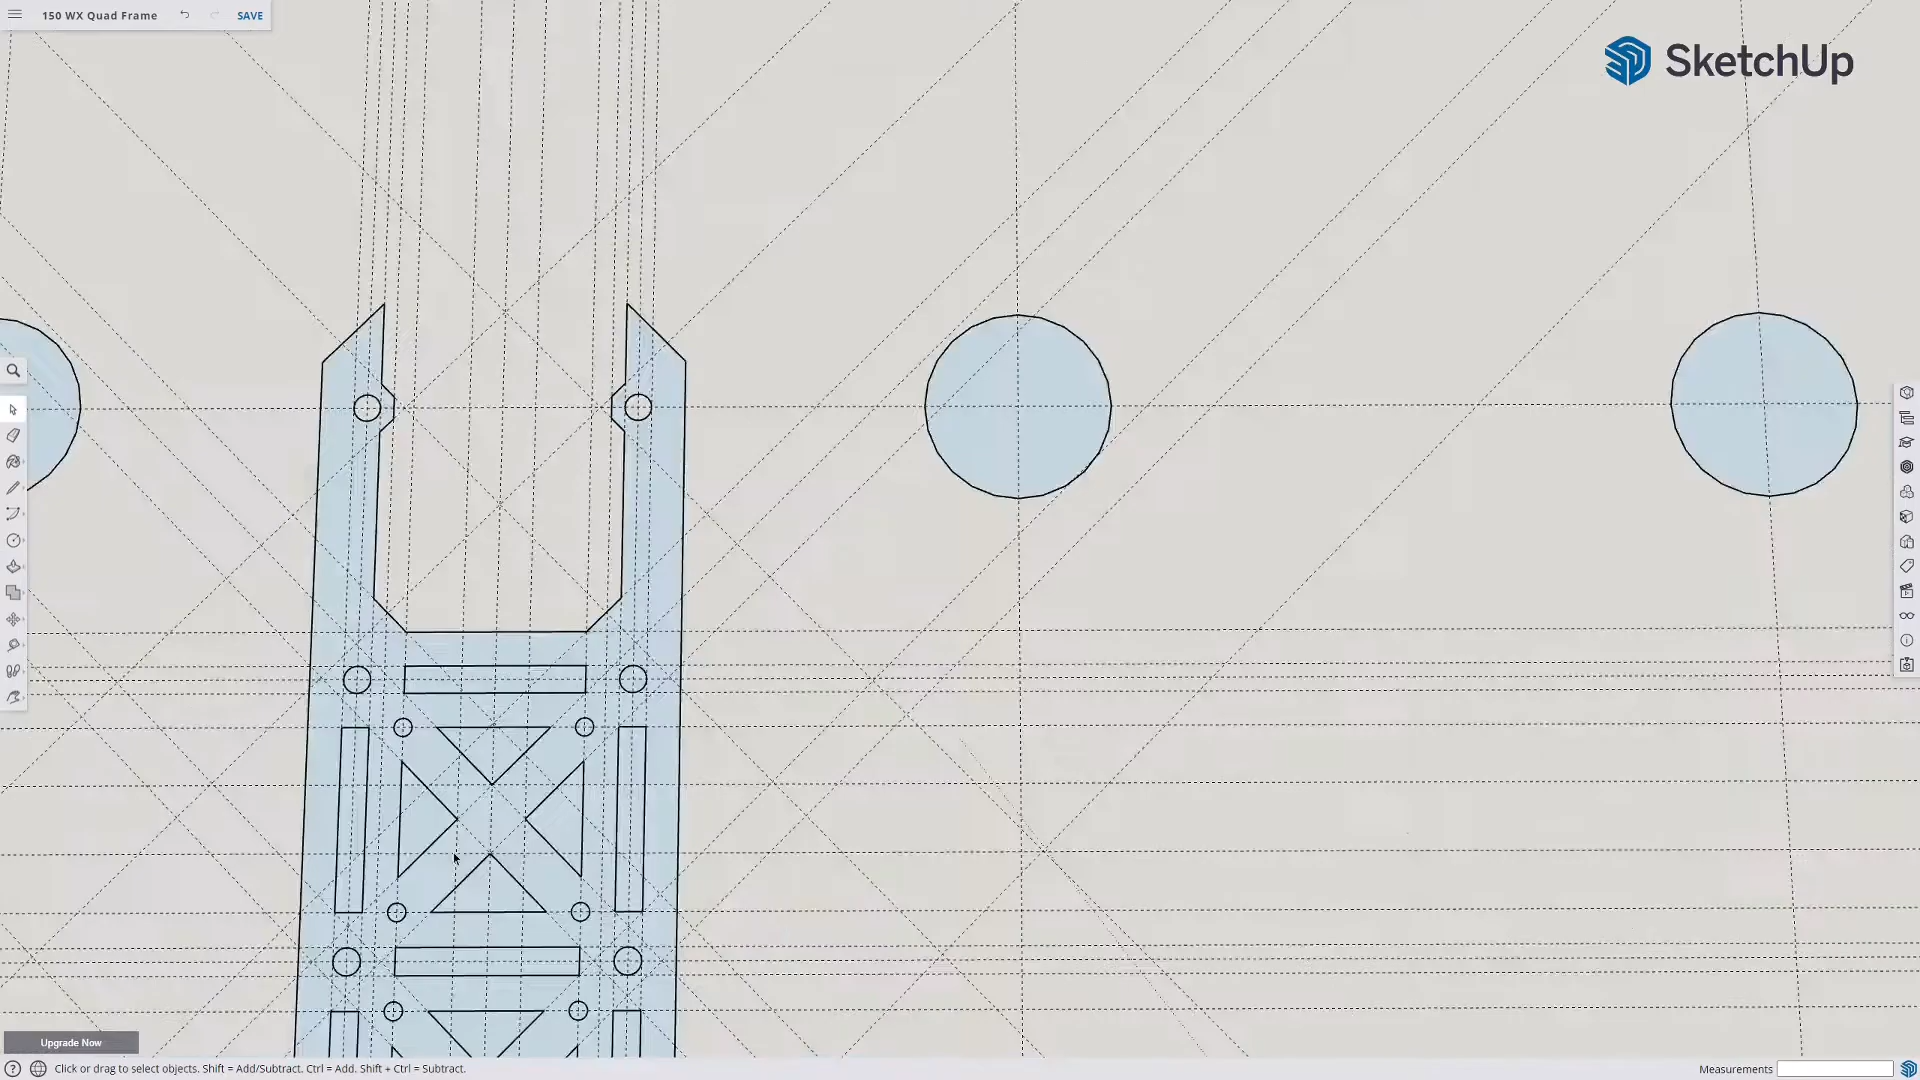 150 WX Quad Frame
SAVE
SketchUp
Upgrade Now
Click or drag to select objects. Shift = Add/Subtract. Ctrl = Add. Shift + Ctrl = Subtract.
Measurements